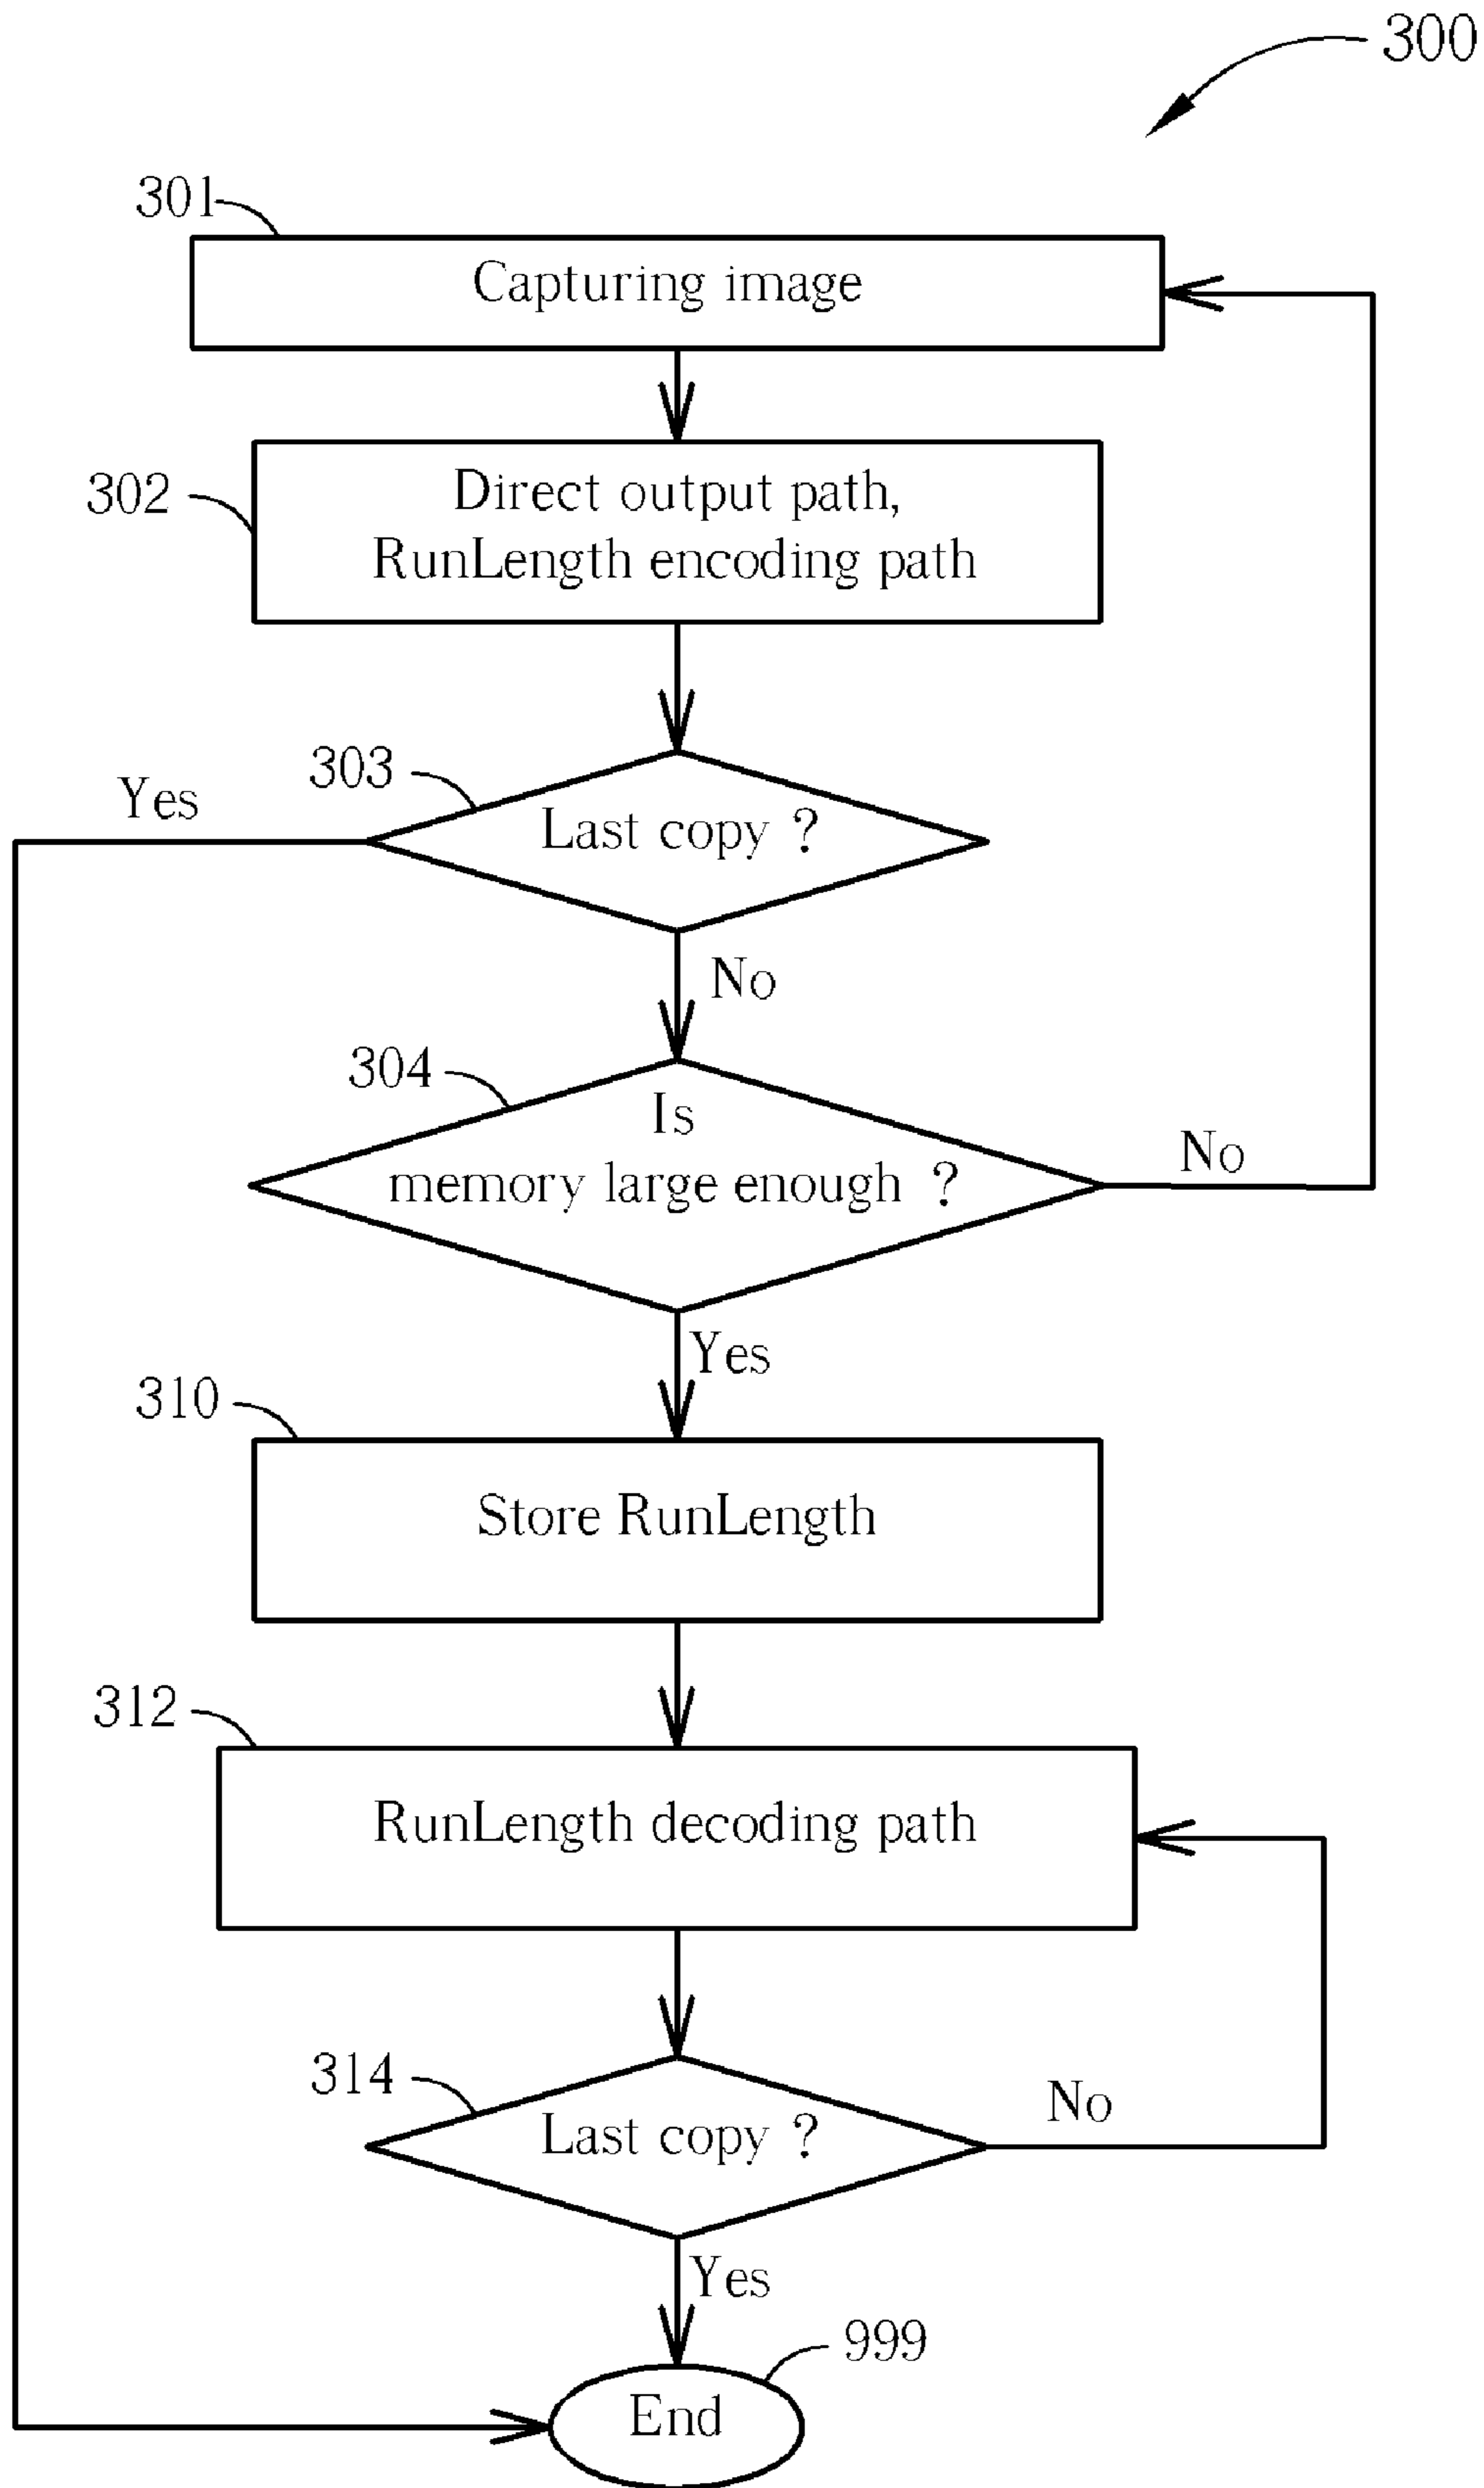 300
301
Capturing image
302
Direct output path,
RunLength encoding path
303
Yes
Last copy ?
No
304
Is
memory large enough ?
No
Yes
310
Store RunLength
312
RunLength decoding path
314
Last copy ?
No
Yes
999
End